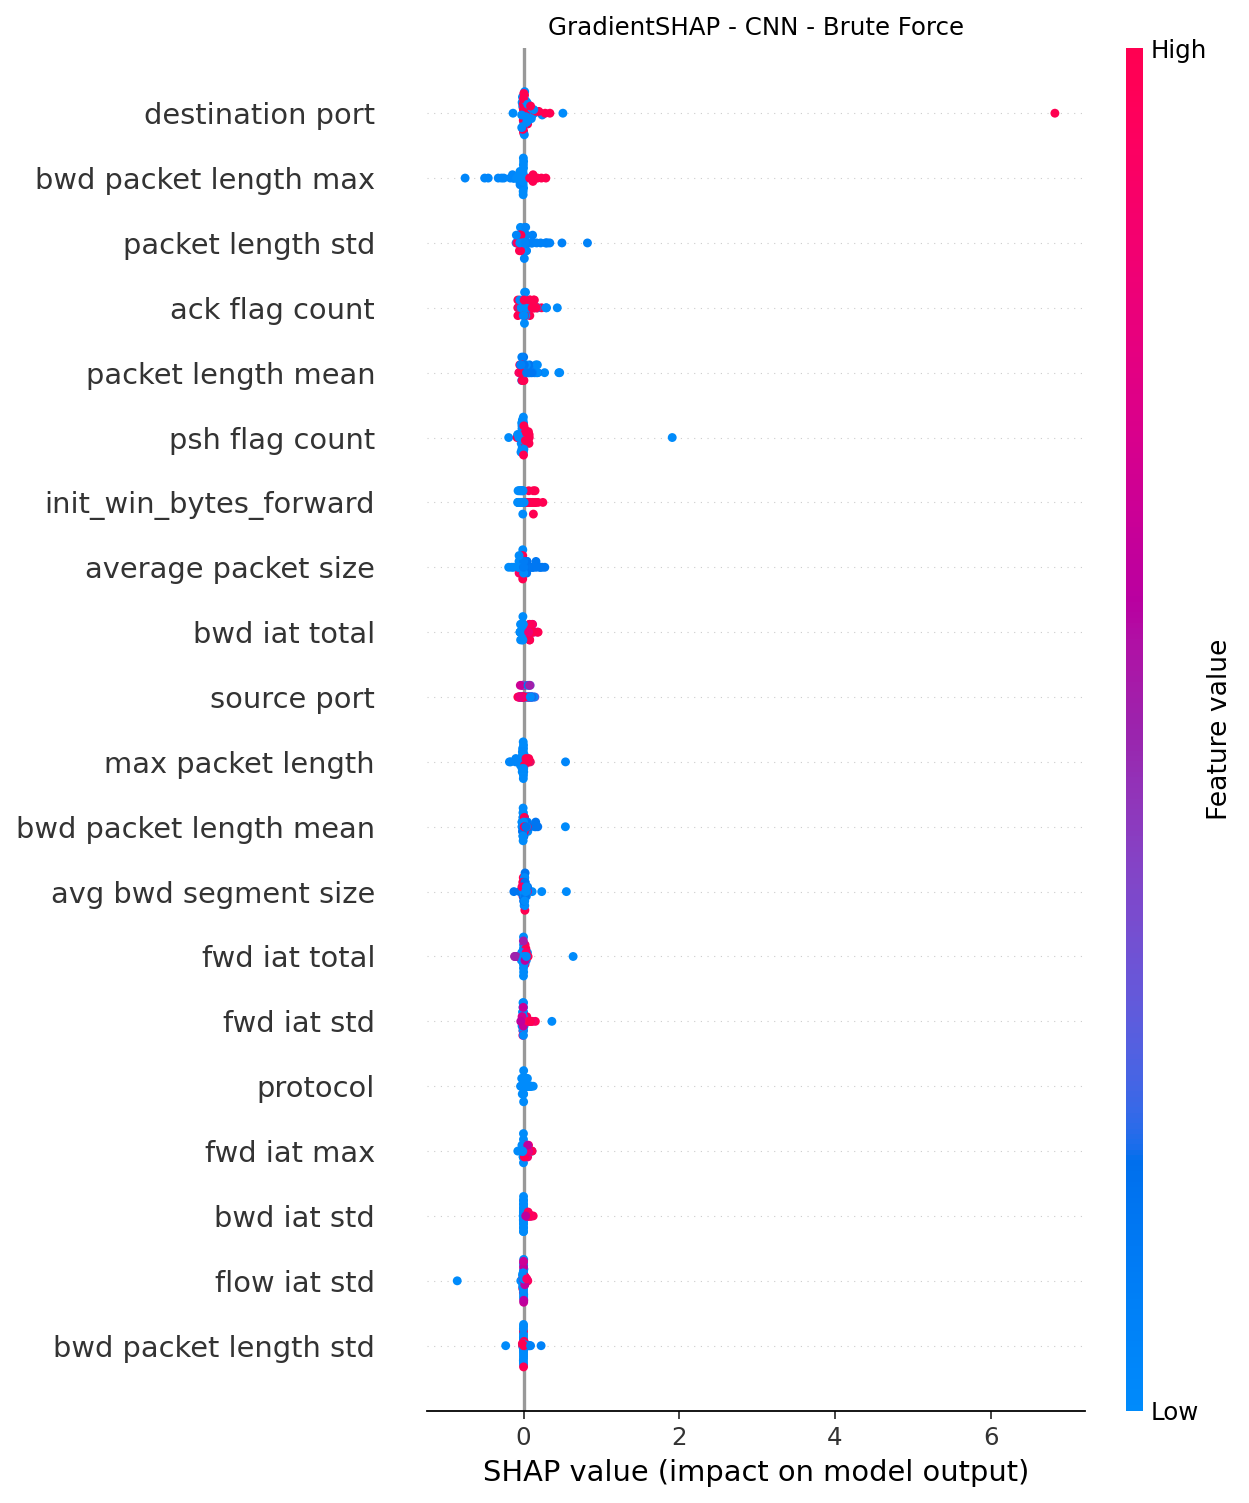 GradientSHAP - CNN - Brute Force
High
destination port
bwd packet length max
packet length std
ack flag count
packet length mean
psh flag count
init_win_bytes_forward
average packet size
bwd iat total
source port
max packet length
bwd packet length mean
avg bwd segment size
fwd iat total
fwd iat std
protocol
fwd iat max
bwd iat std
flow iat std
bwd packet length std
Feature value
Low
0 2 4 6
SHAP value (impact on model output)